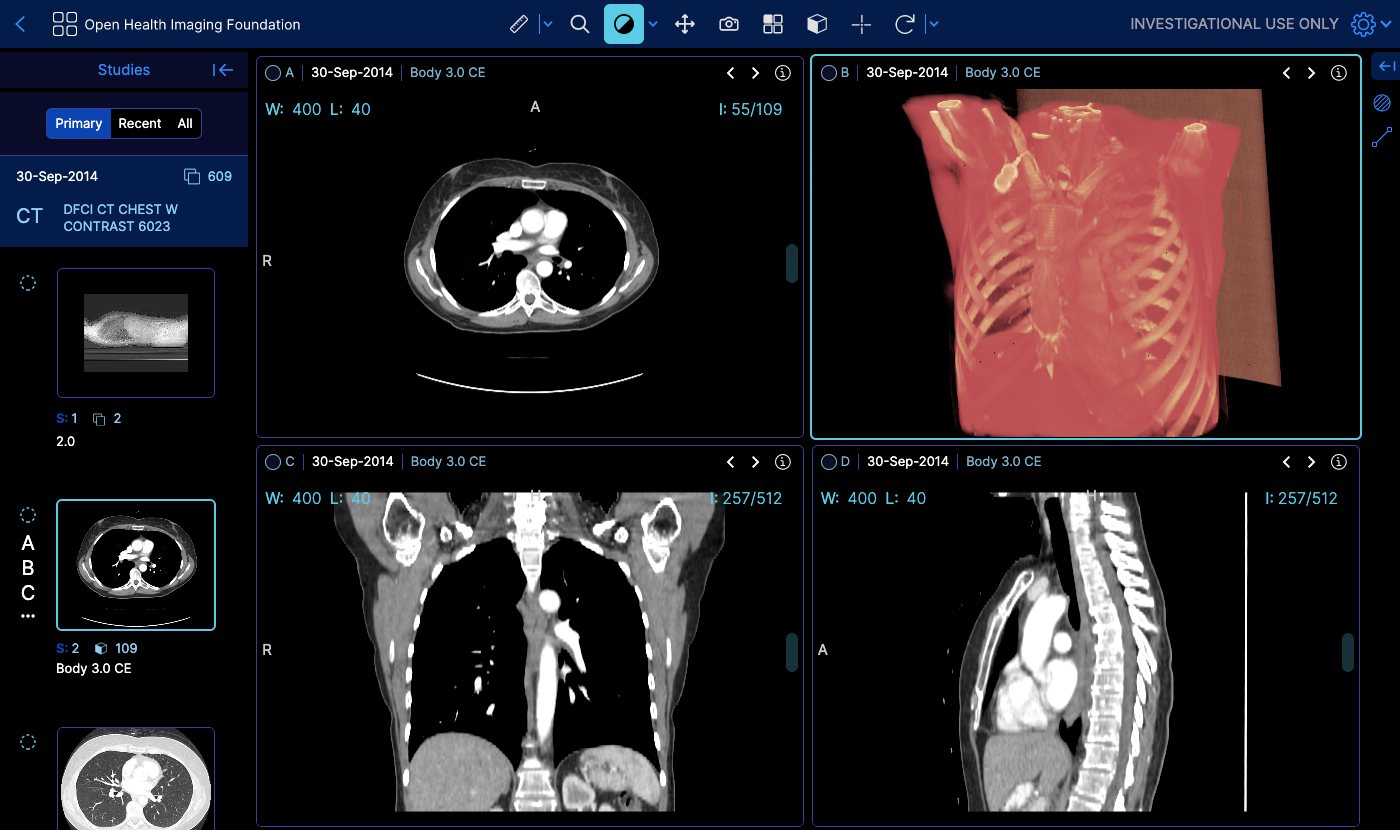 Open Health Imaging Foundation
INVESTIGATIONAL USE ONLY
Studies
Primary Recent All
30-Sep-2014 609
CT DFCI CT CHEST W
CONTRAST 6023
S: 1 2
2.0
A
B
C
...
S: 2 109
Body 3.0 CE
A 30-Sep-2014 Body 3.0 CE
W: 400 L: 40 A I: 55/109
R
B 30-Sep-2014 Body 3.0 CE
C 30-Sep-2014 Body 3.0 CE
W: 400 L: 40 H I: 257/512
R
D 30-Sep-2014 Body 3.0 CE
W: 400 L: 40 H I: 257/512
A